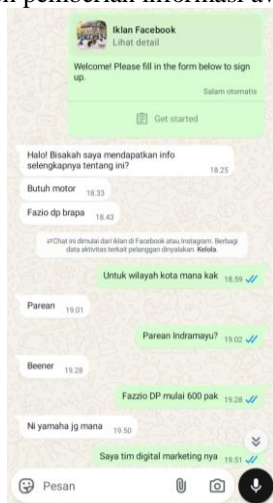 Iklan Facebook
Lihat detail
Welcome! Please fill in the form below to sign
up.
Salam otomatis
Get started
Halo! Bisakah saya mendapatkan info
selengkapnya tentang ini?
18.25
Butuh motor 18.33
Fazio dp brapa 18.43
Chat ini dimulai dari iklan di Facebook atau Instagram. Berbagi
data aktivitas terkait pelanggan dinyalakan. Kelola.
Untuk wilayah kota mana kak 18.59
Parean 19.01
Parean Indramayu? 19.02
Beener 19.28
Fazzio DP mulai 600 pak 19.28
Ni yamaha jg mana 19.50
Saya tim digital marketing nya 19.51
Pesan